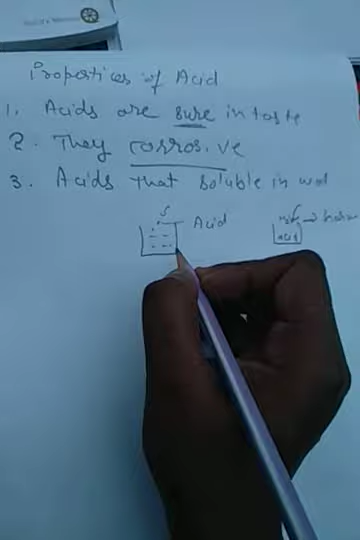 Properties of Acid
1. Acids are sure in taste
2. They corrosive
3. Acids that soluble in
Acid
acid